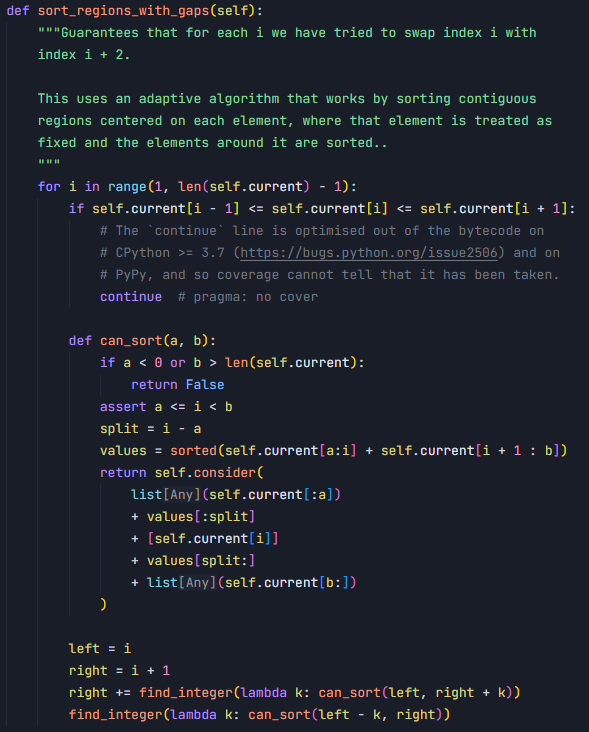 def sort_regions_with_gaps(self):
    """Guarantees that for each i we have tried to swap index i with
    index i + 2.

    This uses an adaptive algorithm that works by sorting contiguous
    regions centered on each element, where that element is treated as
    fixed and the elements around it are sorted..
    """
    for i in range(1, len(self.current) - 1):
        if self.current[i - 1] <= self.current[i] <= self.current[i + 1]:
            # The `continue` line is optimised out of the bytecode on
            # CPython >= 3.7 (https://bugs.python.org/issue2506) and on
            # PyPy, and so coverage cannot tell that it has been taken.
            continue  # pragma: no cover

        def can_sort(a, b):
            if a < 0 or b > len(self.current):
                return False
            assert a <= i < b
            split = i - a
            values = sorted(self.current[a:i] + self.current[i + 1 : b])
            return self.consider(
                list[Any](self.current[:a])
                + values[:split]
                + [self.current[i]]
                + values[split:]
                + list[Any](self.current[b:])
            )

        left = i
        right = i + 1
        right += find_integer(lambda k: can_sort(left, right + k))
        find_integer(lambda k: can_sort(left - k, right))